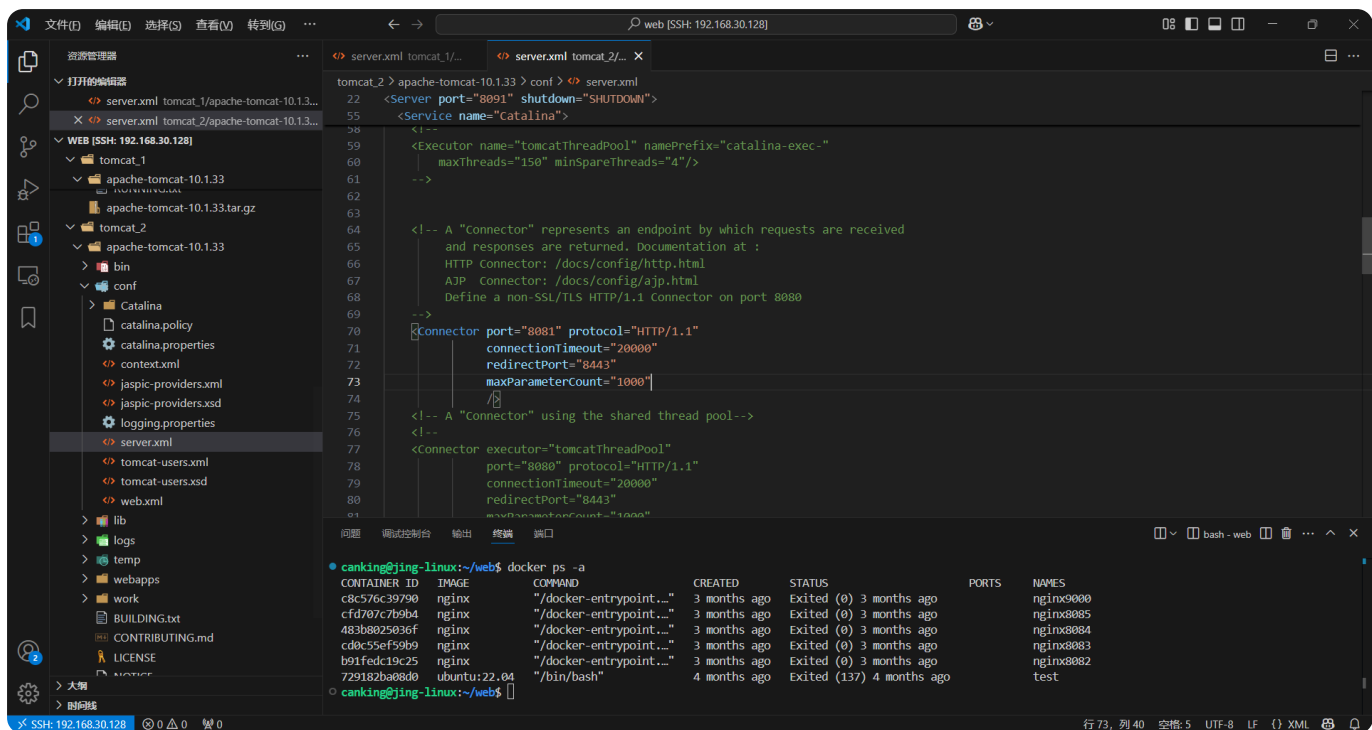 文件(F) 编辑(E) 选择(S) 查看(V) 转到(G) ··· web [SSH: 192.168.30.128]
资源管理器 ···
打开的编辑器
server.xml tomcat_1/apache-tomcat-10.1.3...
server.xml tomcat_2/apache-tomcat-10.1.3...
WEB [SSH: 192.168.30.128]
tomcat_1
apache-tomcat-10.1.33
RUNNING.txt
apache-tomcat-10.1.33.tar.gz
tomcat_2
apache-tomcat-10.1.33
bin
conf
Catalina
catalina.policy
catalina.properties
context.xml
jaspic-providers.xml
jaspic-providers.xsd
logging.properties
server.xml
tomcat-users.xml
tomcat-users.xsd
web.xml
lib
logs
temp
webapps
work
BUILDING.txt
CONTRIBUTING.md
LICENSE
NOTICE
大纲
时间线
server.xml tomcat_1/... server.xml tomcat_2/...
tomcat_2 > apache-tomcat-10.1.33 > conf > server.xml
22 <Server port="8091" shutdown="SHUTDOWN">
55 <Service name="Catalina">
58 <!--
59 <Executor name="tomcatThreadPool" namePrefix="catalina-exec-"
60 maxThreads="150" minSpareThreads="4"/>
61 -->
62
63
64 <!-- A "Connector" represents an endpoint by which requests are received
65 and responses are returned. Documentation at :
66 HTTP Connector: /docs/config/http.html
67 AJP  Connector: /docs/config/ajp.html
68 Define a non-SSL/TLS HTTP/1.1 Connector on port 8080
69 -->
70 <Connector port="8081" protocol="HTTP/1.1"
71 connectionTimeout="20000"
72 redirectPort="8443"
73 maxParameterCount="1000"
74 />
75 <!-- A "Connector" using the shared thread pool-->
76 <!--
77 <Connector executor="tomcatThreadPool"
78 port="8080" protocol="HTTP/1.1"
79 connectionTimeout="20000"
80 redirectPort="8443"
81 maxParameterCount="1000"
问题 调试控制台 输出 终端 端口 bash - web ···
canking@jing-linux:~/web$ docker ps -a
CONTAINER ID IMAGE COMMAND CREATED STATUS PORTS NAMES
c8c576c39790 nginx "/docker-entrypoint.…" 3 months ago Exited (0) 3 months ago nginx9000
cfd707c7b9b4 nginx "/docker-entrypoint.…" 3 months ago Exited (0) 3 months ago nginx8085
483b8025036f nginx "/docker-entrypoint.…" 3 months ago Exited (0) 3 months ago nginx8084
cd0c55ef59b9 nginx "/docker-entrypoint.…" 3 months ago Exited (0) 3 months ago nginx8083
b91fedc19c25 nginx "/docker-entrypoint.…" 3 months ago Exited (0) 3 months ago nginx8082
729182ba08d0 ubuntu:22.04 "/bin/bash" 4 months ago Exited (137) 4 months ago test
canking@jing-linux:~/web$
1
2
SSH: 192.168.30.128 0 0 0 行 73, 列 40 空格: 5 UTF-8 LF {} XML